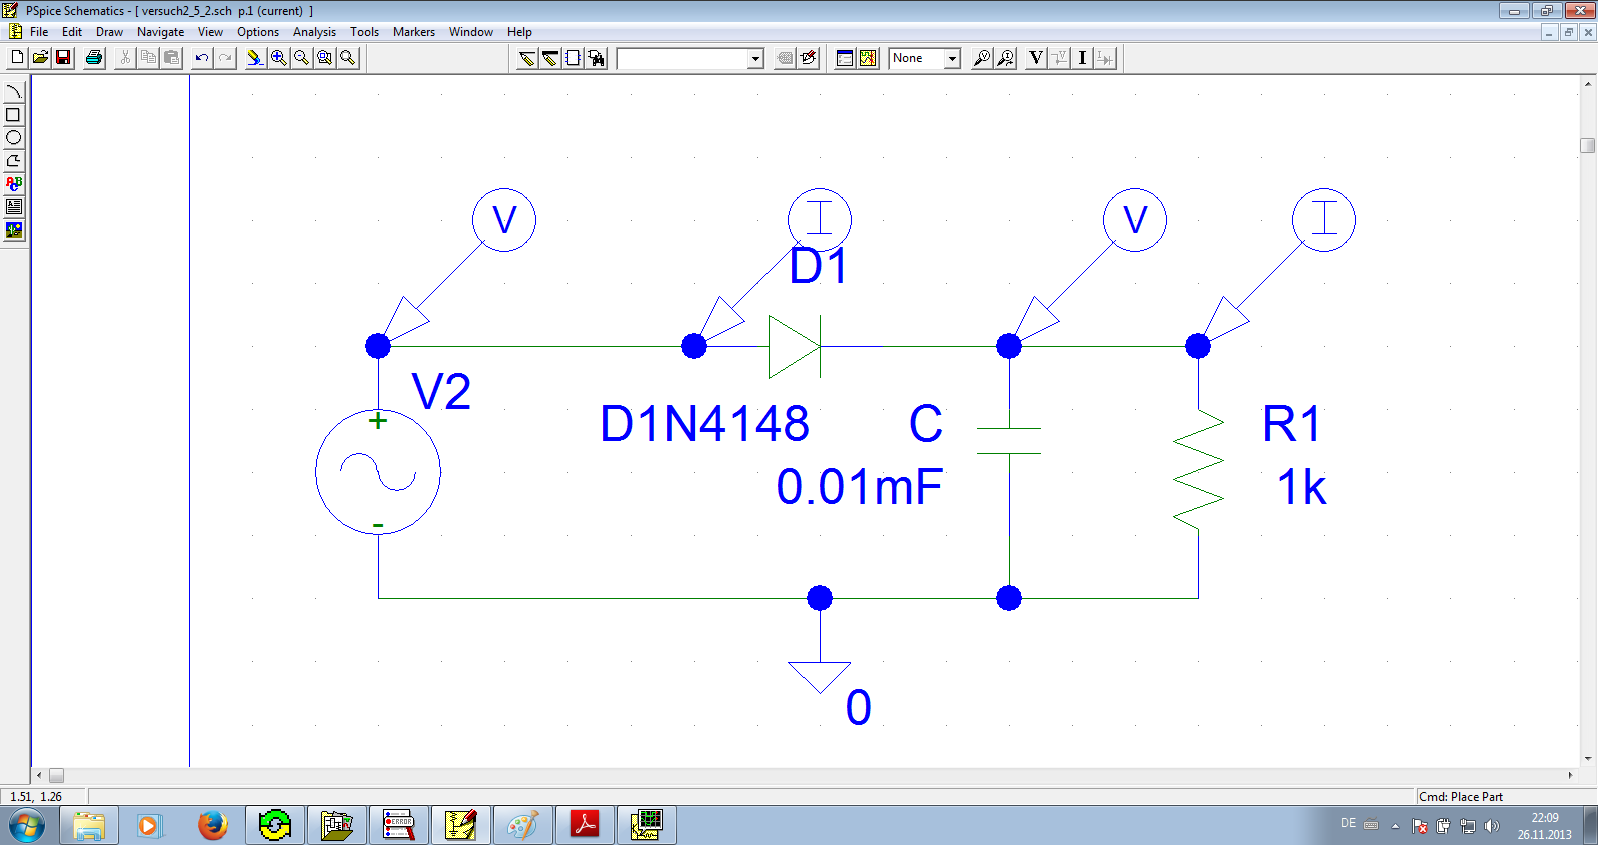 PSpice Schematics - [ versuch2_5_2.sch  p.1 (current)  ]
File Edit Draw Navigate View Options Analysis Tools Markers Window Help
None V I
ABC
A
V I V I
D1
V2
+
D1N4148 C R1
0.01mF 1k
-
0
1.51, 1.26 Cmd: Place Part
ERROR
DE 22:09
26.11.2013